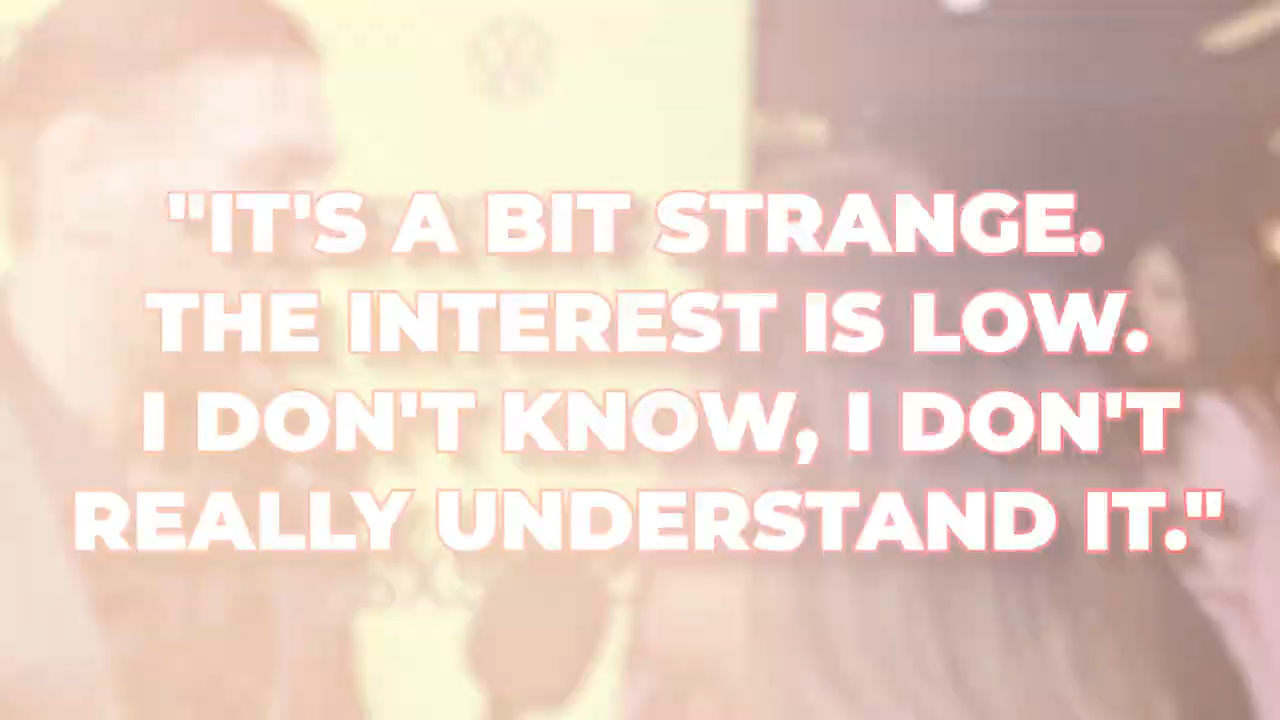 "IT'S A BIT STRANGE.
THE INTEREST IS LOW.
I DON'T KNOW, I DON'T
REALLY UNDERSTAND IT."